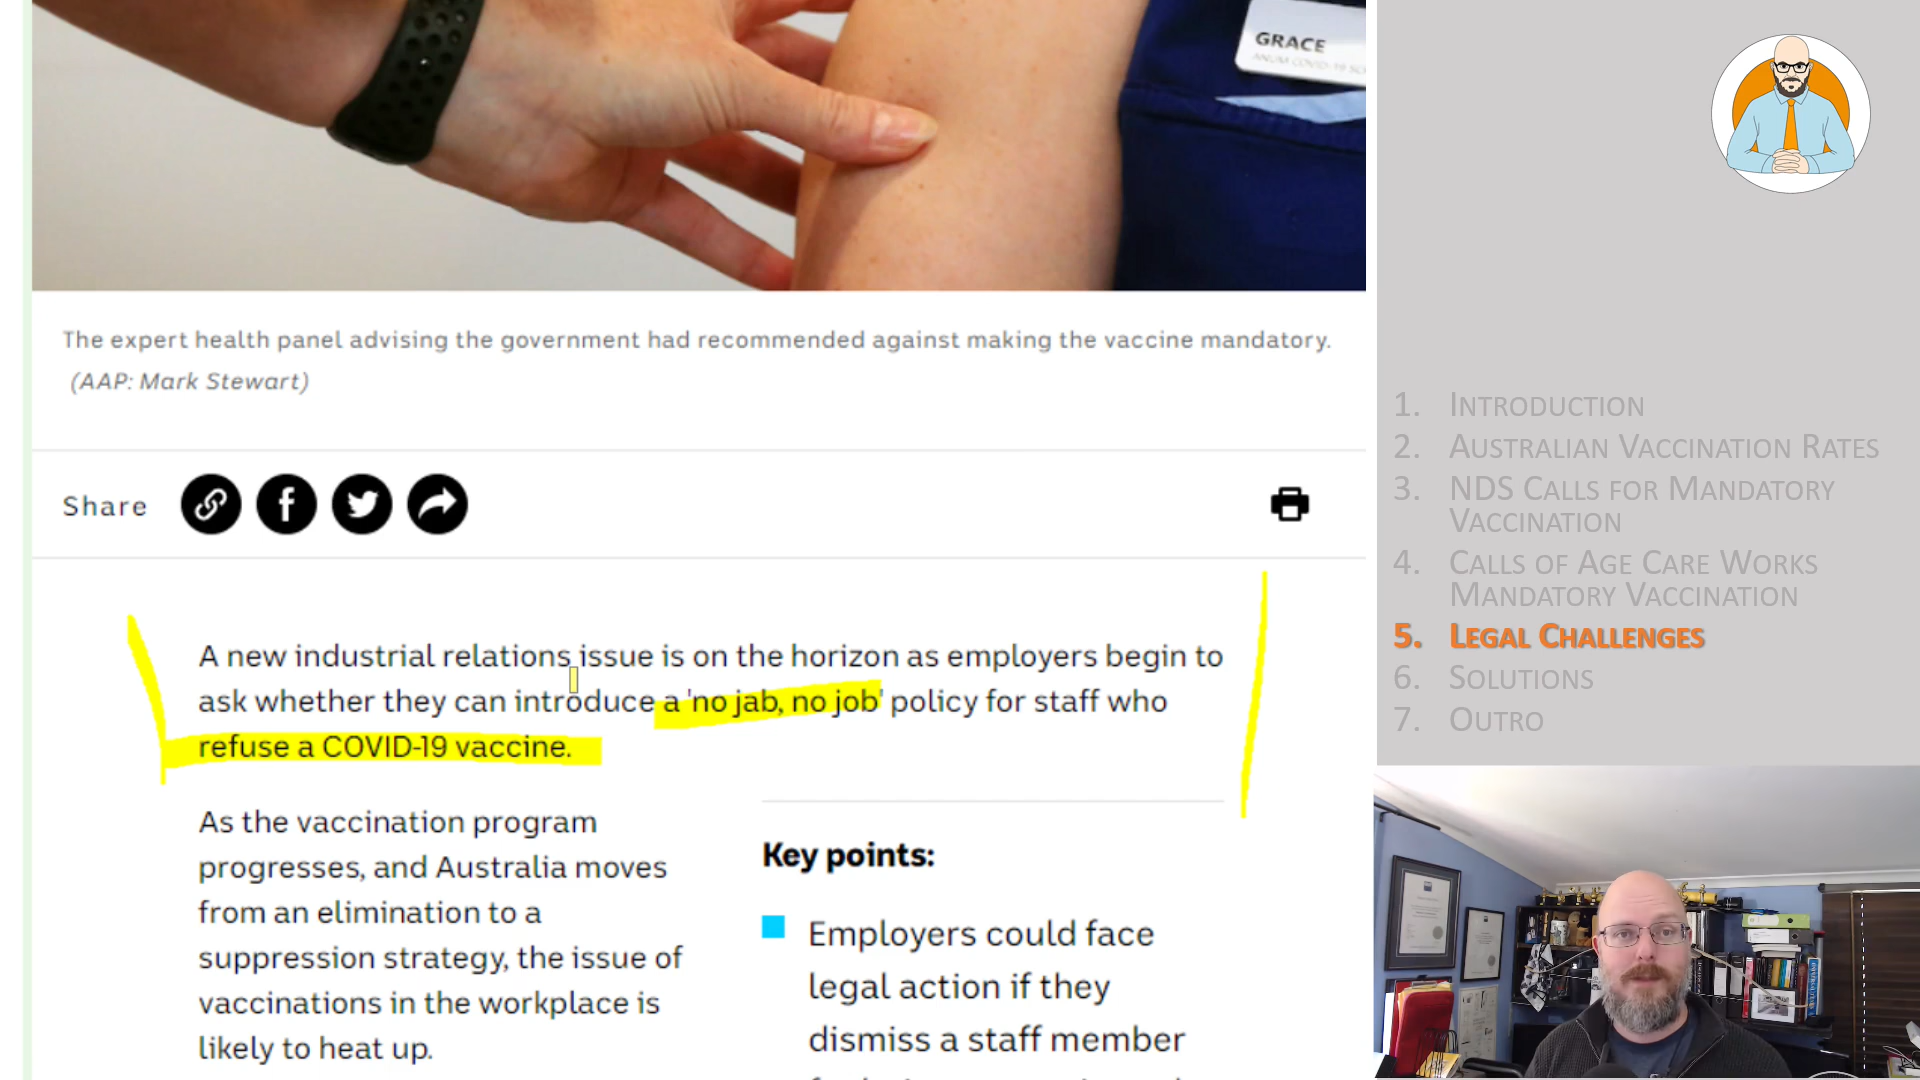 GRACE
The expert health panel advising the government had recommended against making the vaccine mandatory.
(AAP: Mark Stewart)
Share
A new industrial relations issue is on the horizon as employers begin to
ask whether they can introduce a 'no jab, no job' policy for staff who
refuse a COVID-19 vaccine.
As the vaccination program
progresses, and Australia moves
from an elimination to a
suppression strategy, the issue of
vaccinations in the workplace is
likely to heat up.
Key points:
Employers could face
legal action if they
dismiss a staff member
1. INTRODUCTION
2. AUSTRALIAN VACCINATION RATES
3. NDS CALLS FOR MANDATORY
VACCINATION
4. CALLS OF AGE CARE WORKS
MANDATORY VACCINATION
5. LEGAL CHALLENGES
6. SOLUTIONS
7. OUTRO